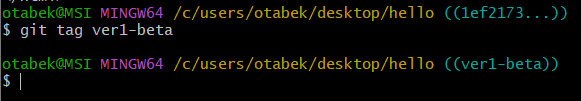 otabek@MSI MINGW64 /c/users/otabek/desktop/hello ((1ef2173...))
$ git tag ver1-beta
otabek@MSI MINGW64 /c/users/otabek/desktop/hello ((ver1-beta))
$